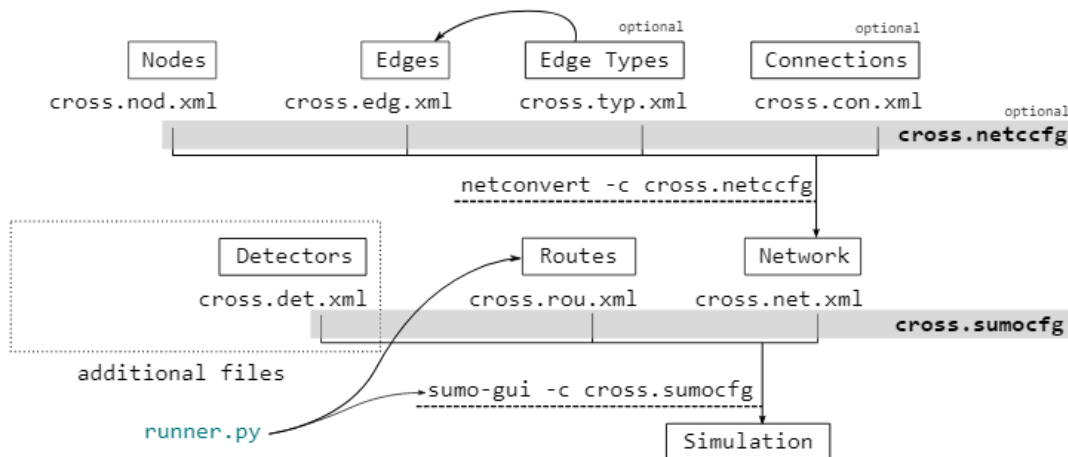 optional
optional
Nodes
Edges
Edge Types
Connections
cross.nod.xml
cross.edg.xml
cross.typ.xml
cross.con.xml
optional
cross.netccfg
netconvert -c cross.netccfg
Detectors
Routes
Network
cross.det.xml
cross.rou.xml
cross.net.xml
cross.sumocfg
additional files
sumo-gui -c cross.sumocfg
runner.py
Simulation